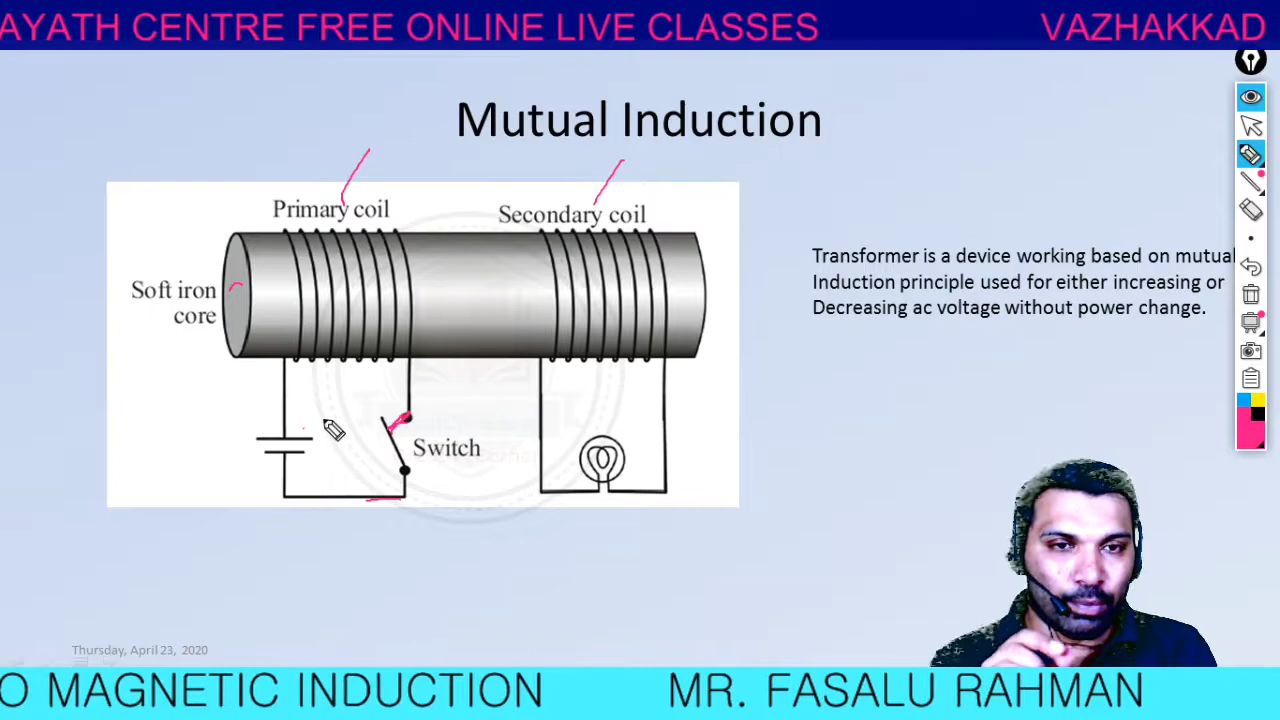 AYATH CENTRE FREE ONLINE LIVE CLASSES VAZHAKKAD
Mutual Induction
Primary coil
Secondary coil
Soft iron
core
Switch
Transformer is a device working based on mutual
Induction principle used for either increasing or
Decreasing ac voltage without power change.
Thursday, April 23, 2020
O MAGNETIC INDUCTION MR. FASALU RAHMAN